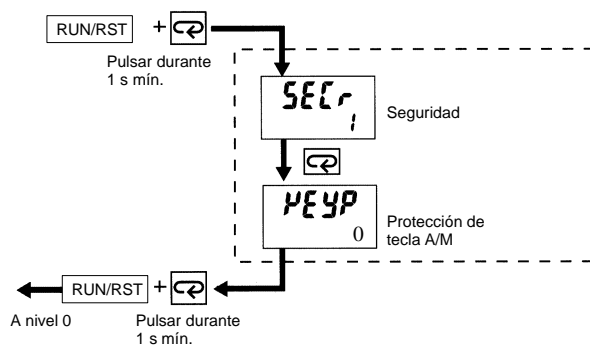 RUN/RST +
Pulsar durante
1 s mín.
SECr
1
Seguridad
KEYP
0
Protección de
tecla A/M
RUN/RST +
A nivel 0
Pulsar durante
1 s mín.